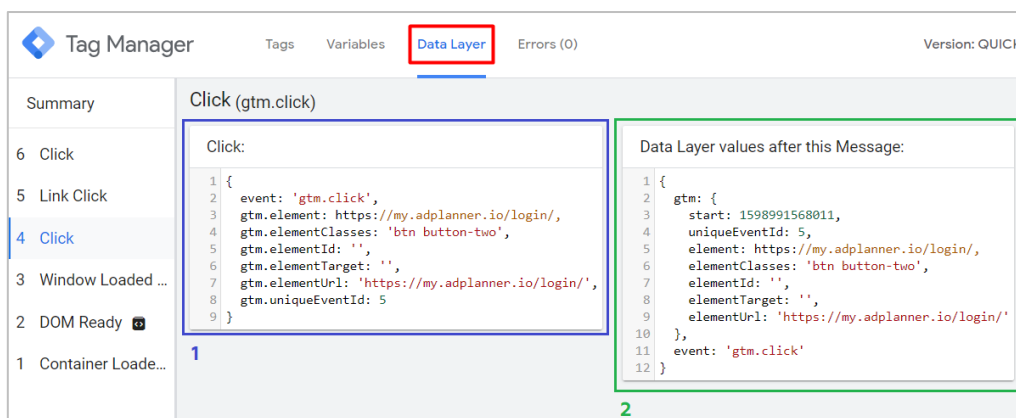 Tag Manager
Tags Variables Data Layer Errors (0)
Version: QUICK
Summary
6 Click
5 Link Click
4 Click
3 Window Loaded ...
2 DOM Ready
1 Container Loade...
Click (gtm.click)
Click:
1 {
2 event: 'gtm.click',
3 gtm.element: https://my.adplanner.io/login/,
4 gtm.elementClasses: 'btn button-two',
5 gtm.elementId: '',
6 gtm.elementTarget: '',
7 gtm.elementUrl: 'https://my.adplanner.io/login/',
8 gtm.uniqueEventId: 5
9 }
1
Data Layer values after this Message:
1 {
2 gtm: {
3 start: 1598991568011,
4 uniqueEventId: 5,
5 element: https://my.adplanner.io/login/,
6 elementClasses: 'btn button-two',
7 elementId: '',
8 elementTarget: '',
9 elementUrl: 'https://my.adplanner.io/login/'
10 },
11 event: 'gtm.click'
12 }
2